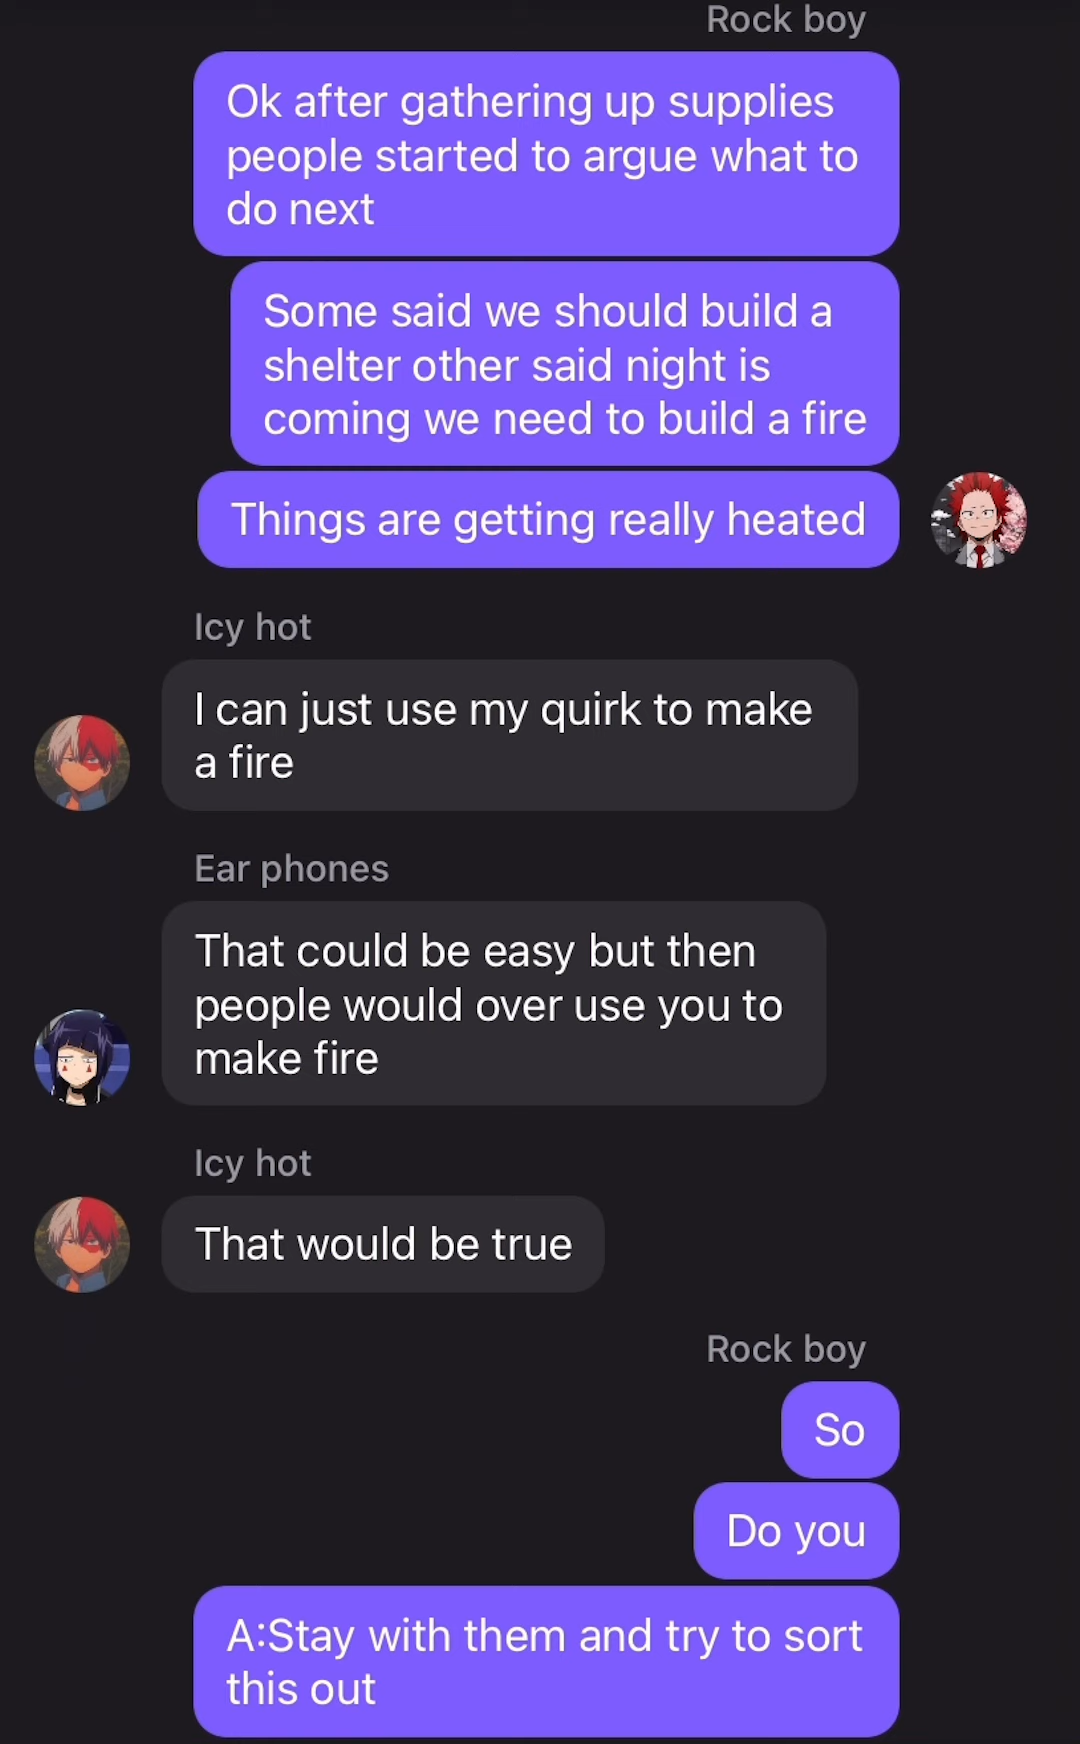 Rock boy
Ok after gathering up supplies
people started to argue what to
do next
Some said we should build a
shelter other said night is
coming we need to build a fire
Things are getting really heated
Icy hot
I can just use my quirk to make
a fire
Ear phones
That could be easy but then
people would over use you to
make fire
Icy hot
That would be true
Rock boy
So
Do you
A:Stay with them and try to sort
this out